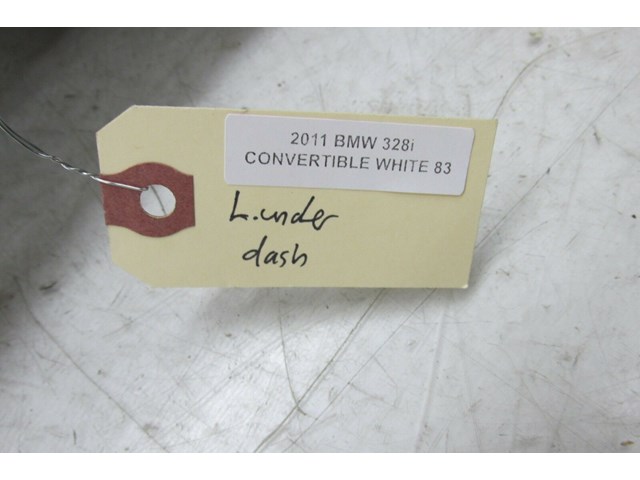 2011 BMW 328i
CONVERTIBLE WHITE 83
L.under
dash